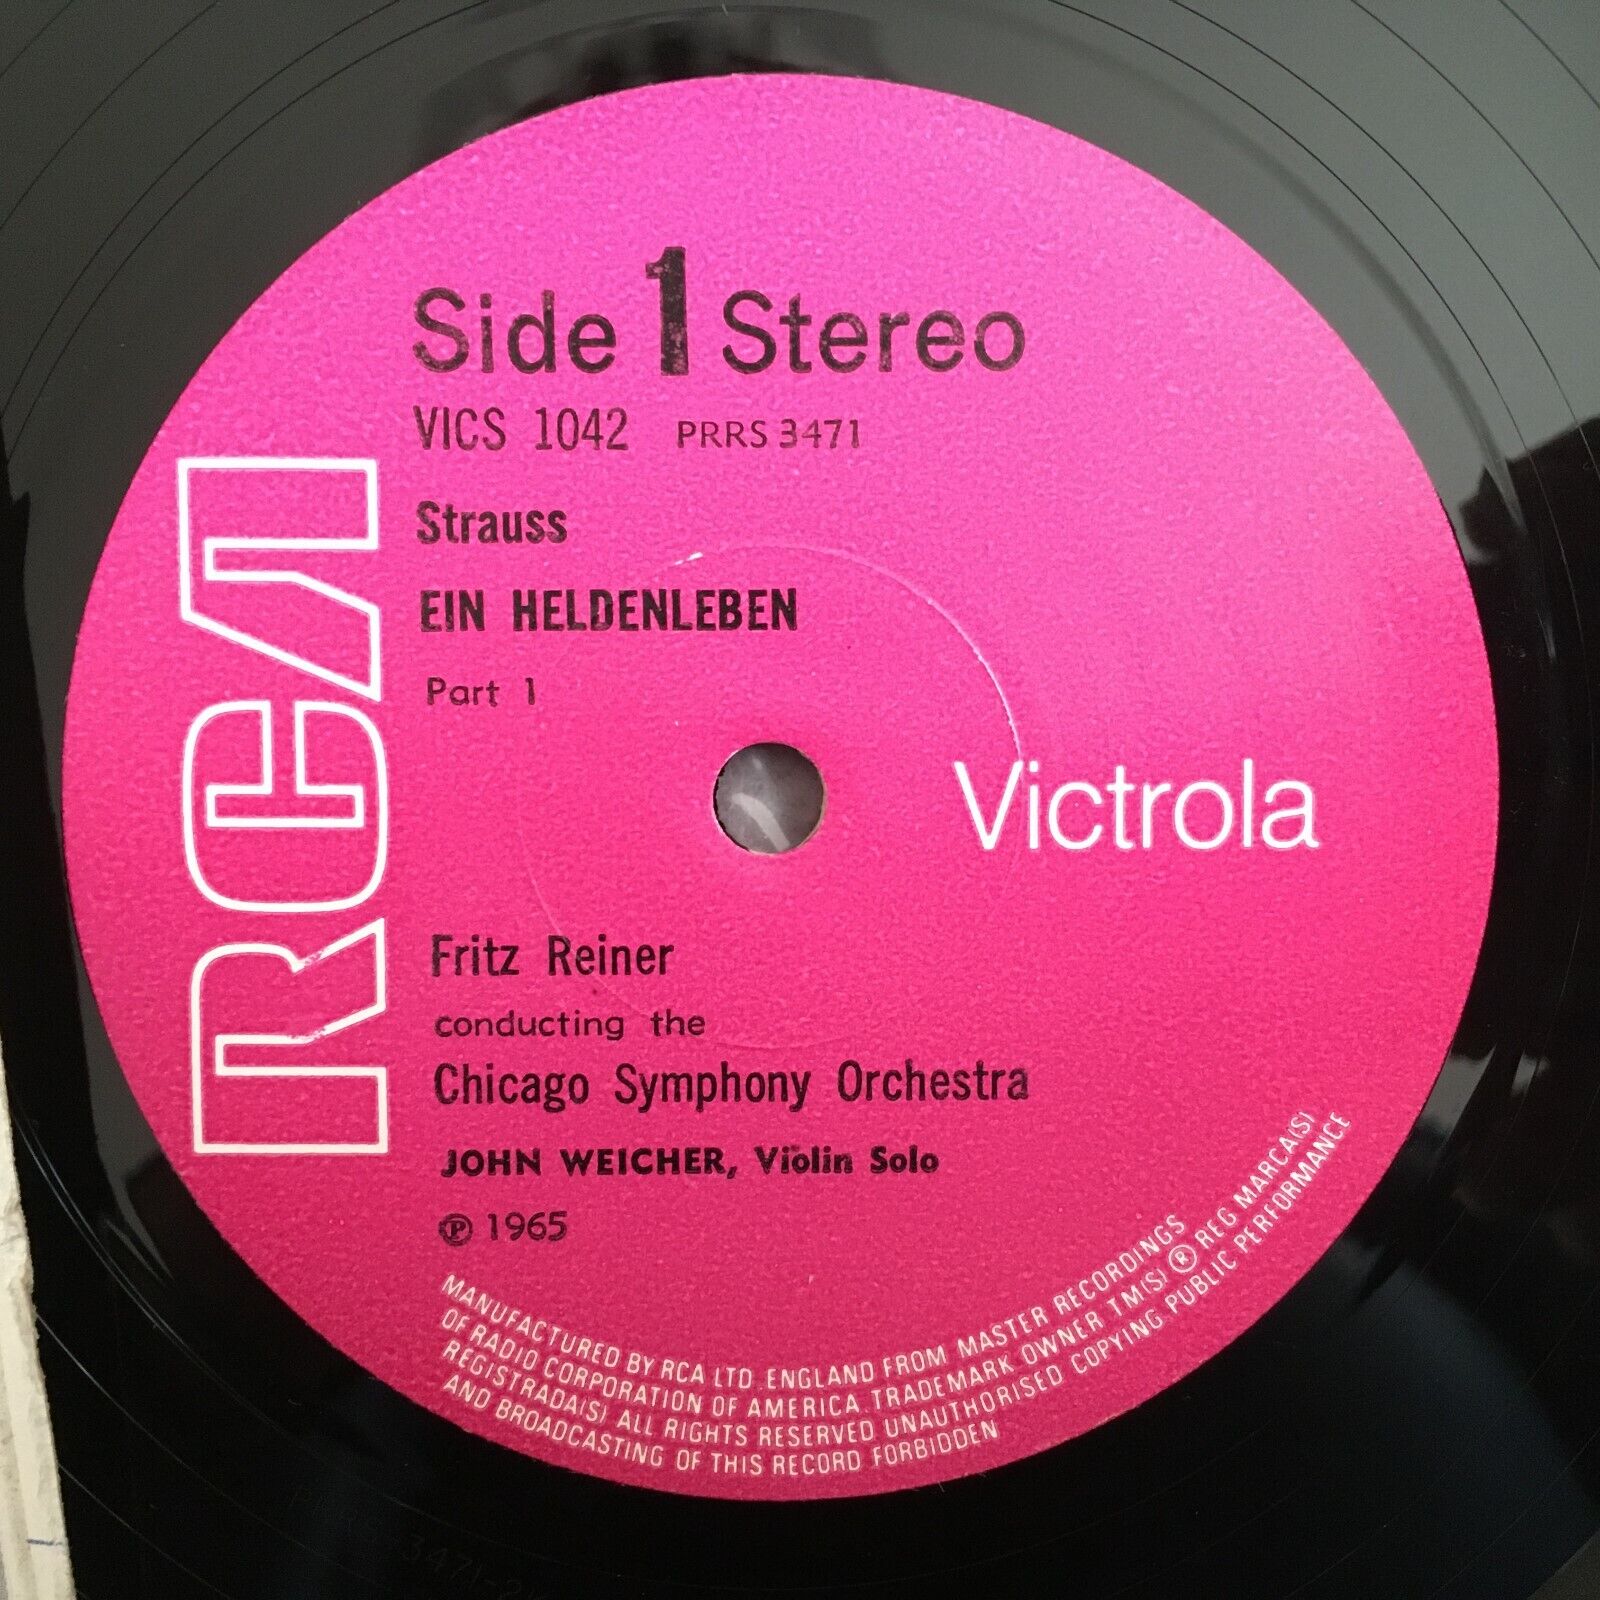 Side 1 Stereo
VICS 1042 PRRS 3471
Strauss
EIN HELDENLEBEN
Part 1
RCA
Victrola
Fritz Reiner
conducting the
Chicago Symphony Orchestra
JOHN WEICHER, Violin Solo
℗ 1965
MANUFACTURED BY RCA LTD. ENGLAND FROM MASTER RECORDINGS
OF RADIO CORPORATION OF AMERICA. TRADEMARK OWNER TM(S) ® REG MARCA(S)
REGISTRADA(S) ALL RIGHTS RESERVED UNAUTHORISED COPYING PUBLIC PERFORMANCE
AND BROADCASTING OF THIS RECORD FORBIDDEN